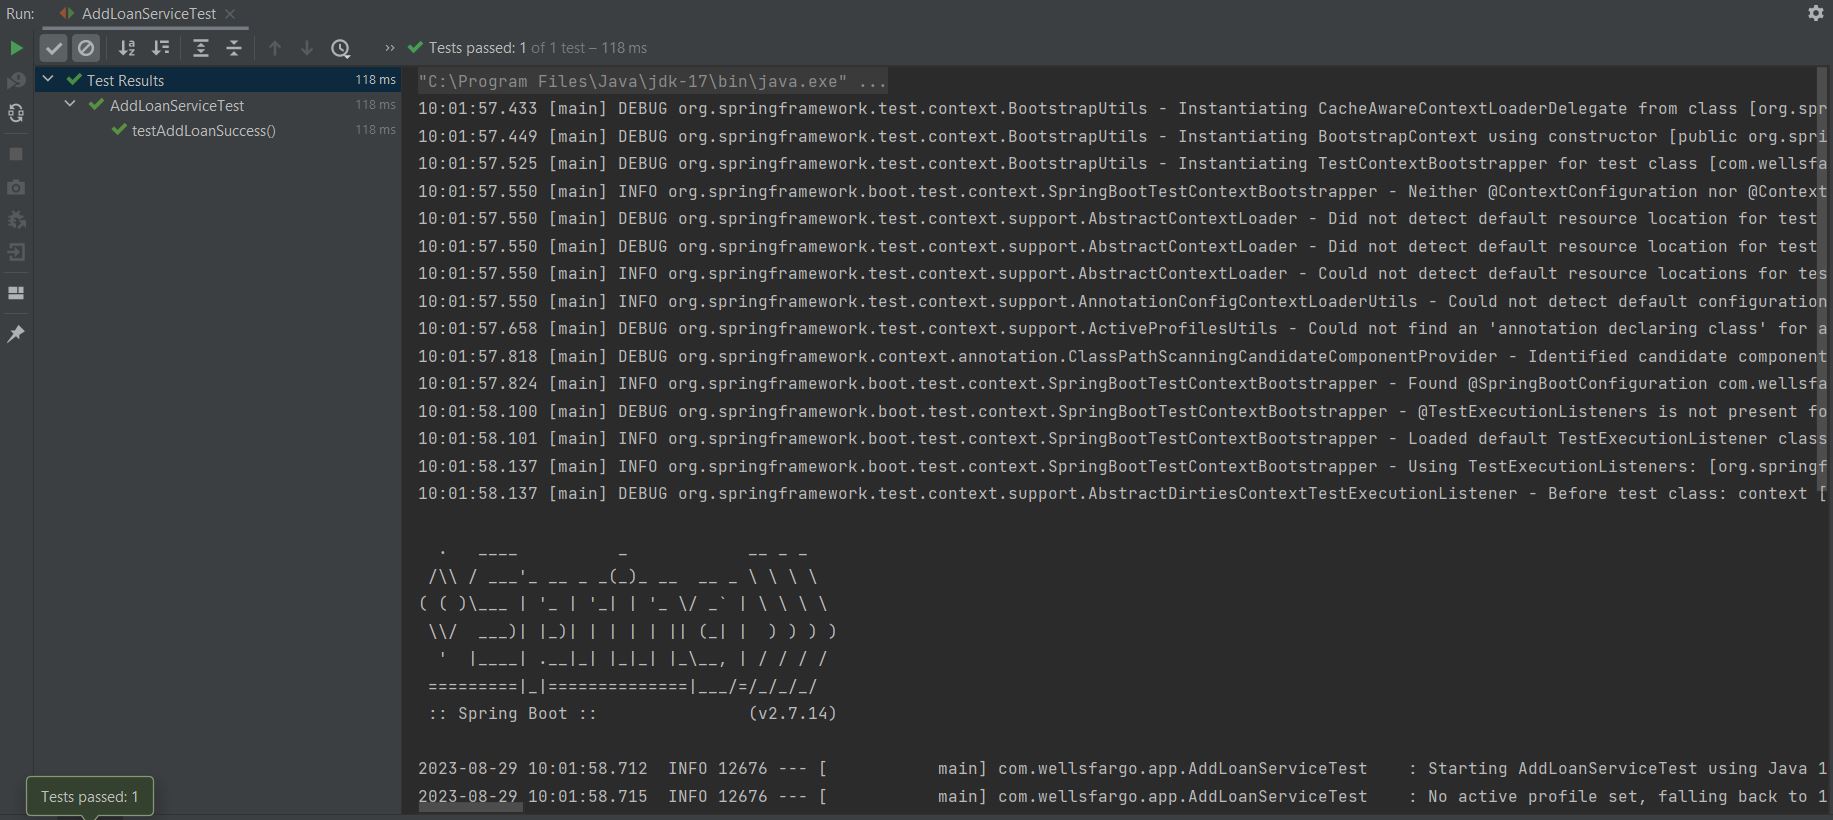 Run: AddLoanServiceTest
Tests passed: 1 of 1 test – 118 ms
Test Results 118 ms
AddLoanServiceTest 118 ms
testAddLoanSuccess() 118 ms
"C:\Program Files\Java\jdk-17\bin\java.exe" ...
10:01:57.433 [main] DEBUG org.springframework.test.context.BootstrapUtils - Instantiating CacheAwareContextLoaderDelegate from class [org.spr
10:01:57.449 [main] DEBUG org.springframework.test.context.BootstrapUtils - Instantiating BootstrapContext using constructor [public org.spri
10:01:57.525 [main] DEBUG org.springframework.test.context.BootstrapUtils - Instantiating TestContextBootstrapper for test class [com.wellsfa
10:01:57.550 [main] INFO org.springframework.boot.test.context.SpringBootTestContextBootstrapper - Neither @ContextConfiguration nor @Context
10:01:57.550 [main] DEBUG org.springframework.test.context.support.AbstractContextLoader - Did not detect default resource location for test
10:01:57.550 [main] DEBUG org.springframework.test.context.support.AbstractContextLoader - Did not detect default resource location for test
10:01:57.550 [main] INFO org.springframework.test.context.support.AbstractContextLoader - Could not detect default resource locations for tes
10:01:57.550 [main] INFO org.springframework.test.context.support.AnnotationConfigContextLoaderUtils - Could not detect default configuration
10:01:57.658 [main] DEBUG org.springframework.test.context.support.ActiveProfilesUtils - Could not find an 'annotation declaring class' for a
10:01:57.818 [main] DEBUG org.springframework.context.annotation.ClassPathScanningCandidateComponentProvider - Identified candidate component
10:01:57.824 [main] INFO org.springframework.boot.test.context.SpringBootTestContextBootstrapper - Found @SpringBootConfiguration com.wellsfa
10:01:58.100 [main] DEBUG org.springframework.boot.test.context.SpringBootTestContextBootstrapper - @TestExecutionListeners is not present fo
10:01:58.101 [main] INFO org.springframework.boot.test.context.SpringBootTestContextBootstrapper - Loaded default TestExecutionListener class
10:01:58.137 [main] INFO org.springframework.boot.test.context.SpringBootTestContextBootstrapper - Using TestExecutionListeners: [org.springf
10:01:58.137 [main] DEBUG org.springframework.test.context.support.AbstractDirtiesContextTestExecutionListener - Before test class: context [
  .   ____          _            __ _ _
 /\\ / ___'_ __ _ _(_)_ __  __ _ \ \ \ \
( ( )\___ | '_ | '_| | '_ \/ _` | \ \ \ \
 \\/  ___)| |_)| | | | | || (_| |  ) ) ) )
  '  |____| .__|_| |_|_| |_\__, | / / / /
 =========|_|==============|___/=/_/_/_/
 :: Spring Boot ::               (v2.7.14)
2023-08-29 10:01:58.712  INFO 12676 --- [           main] com.wellsfargo.app.AddLoanServiceTest    : Starting AddLoanServiceTest using Java 1
2023-08-29 10:01:58.715  INFO 12676 --- [           main] com.wellsfargo.app.AddLoanServiceTest    : No active profile set, falling back to 1
Tests passed: 1